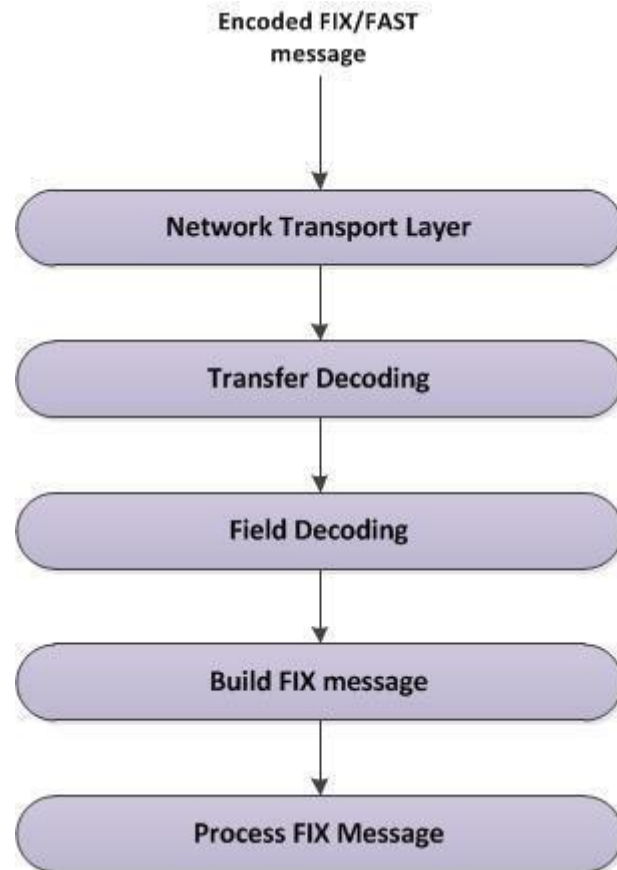 Encoded FIX/FAST
message
Network Transport Layer
Transfer Decoding
Field Decoding
Build FIX message
Process FIX Message